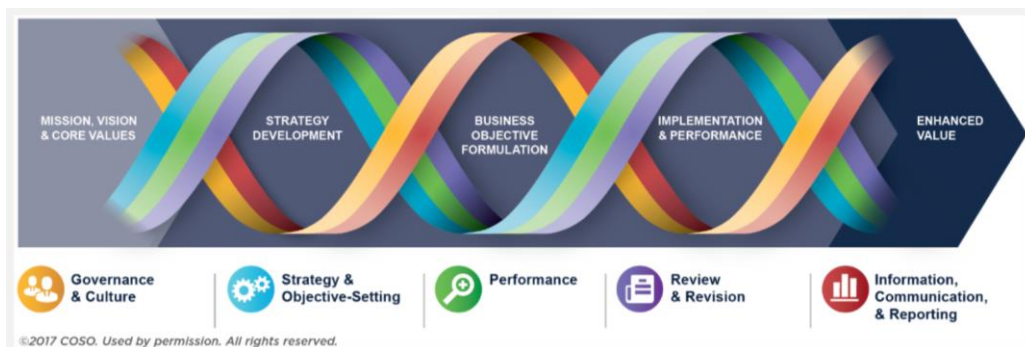 MISSION, VISION
& CORE VALUES
STRATEGY
DEVELOPMENT
BUSINESS
OBJECTIVE
FORMULATION
IMPLEMENTATION
& PERFORMANCE
ENHANCED
VALUE
Governance
& Culture
Strategy &
Objective-Setting
Performance
Review
& Revision
Information,
Communication,
& Reporting
©2017 COSO. Used by permission. All rights reserved.